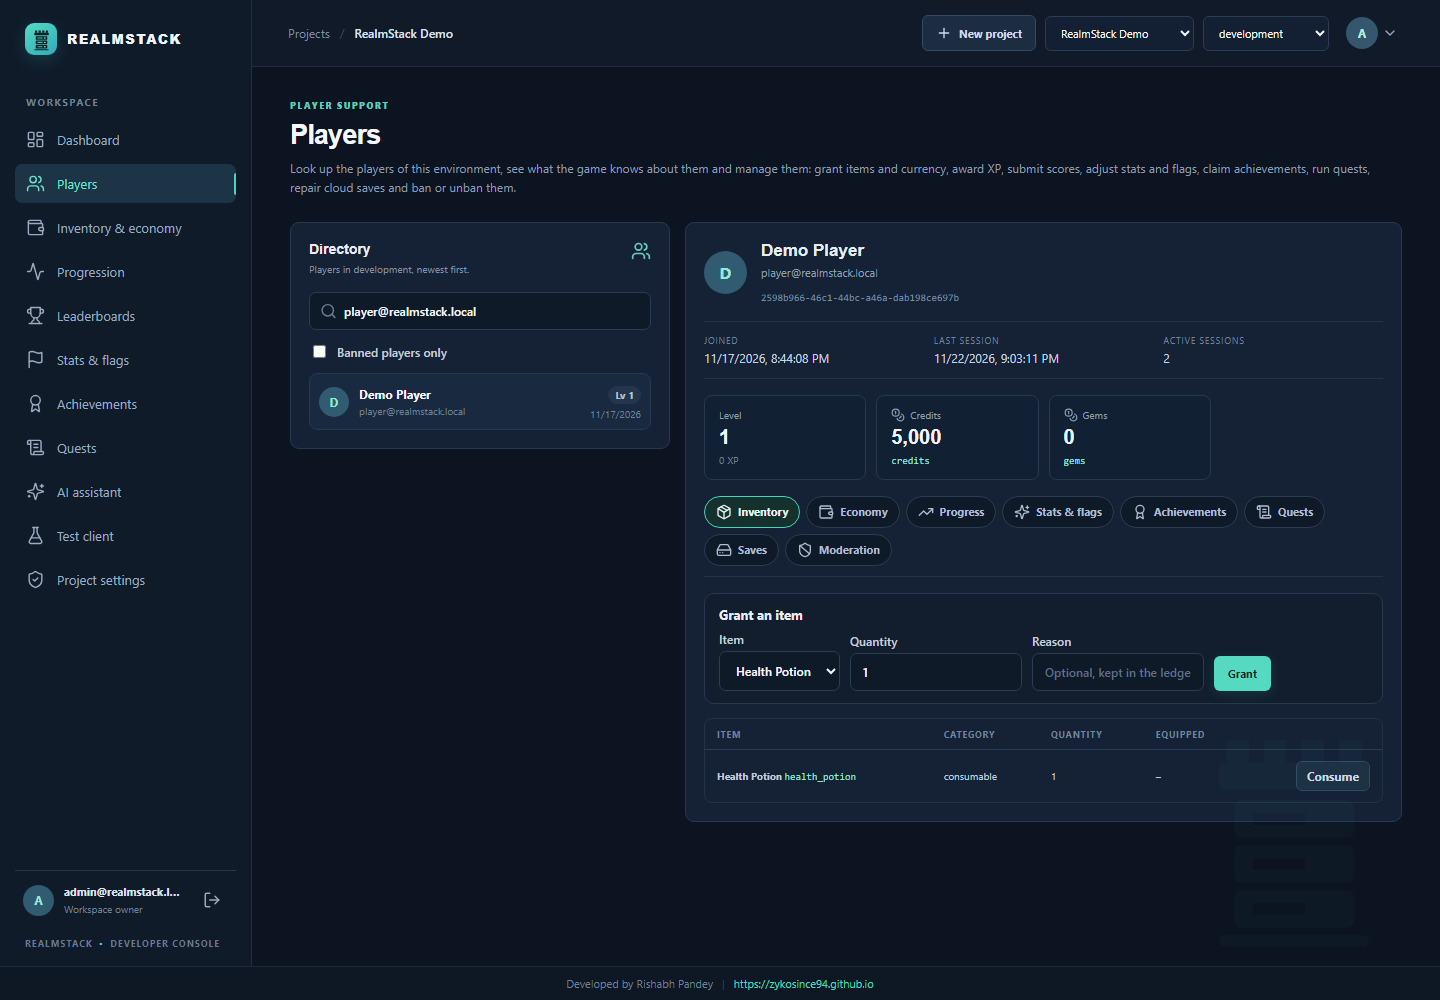 REALMSTACK
Projects / RealmStack Demo
New project
RealmStack Demo
development
A
WORKSPACE
Dashboard
Players
Inventory & economy
Progression
Leaderboards
Stats & flags
Achievements
Quests
AI assistant
Test client
Project settings
A
admin@realmstack.l...
Workspace owner
REALMSTACK • DEVELOPER CONSOLE
PLAYER SUPPORT
Players
Look up the players of this environment, see what the game knows about them and manage them: grant items and currency, award XP, submit scores, adjust stats and flags, claim achievements, run quests,
repair cloud saves and ban or unban them.
Directory
Players in development, newest first.
player@realmstack.local
Banned players only
D
Demo Player
Lv 1
player@realmstack.local
11/17/2026
D
Demo Player
player@realmstack.local
2598b966-46c1-44bc-a46a-dab198ce697b
JOINED
11/17/2026, 8:44:08 PM
LAST SESSION
11/22/2026, 9:03:11 PM
ACTIVE SESSIONS
2
Level
1
0 XP
Credits
5,000
credits
Gems
0
gems
Inventory
Economy
Progress
Stats & flags
Achievements
Quests
Saves
Moderation
Grant an item
Item
Health Potion
Quantity
1
Reason
Optional, kept in the ledge
Grant
ITEM CATEGORY QUANTITY EQUIPPED
Health Potion health_potion consumable 1 – Consume
Developed by Rishabh Pandey | https://zykosince94.github.io